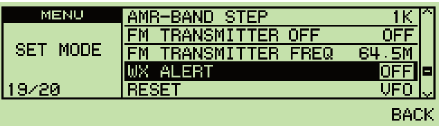 MENU
SET MODE
19/20
AMR-BAND STEP 1K
FM TRANSMITTER OFF OFF
FM TRANSMITTER FREQ 64.5M
WX ALERT OFF
RESET VFO
BACK